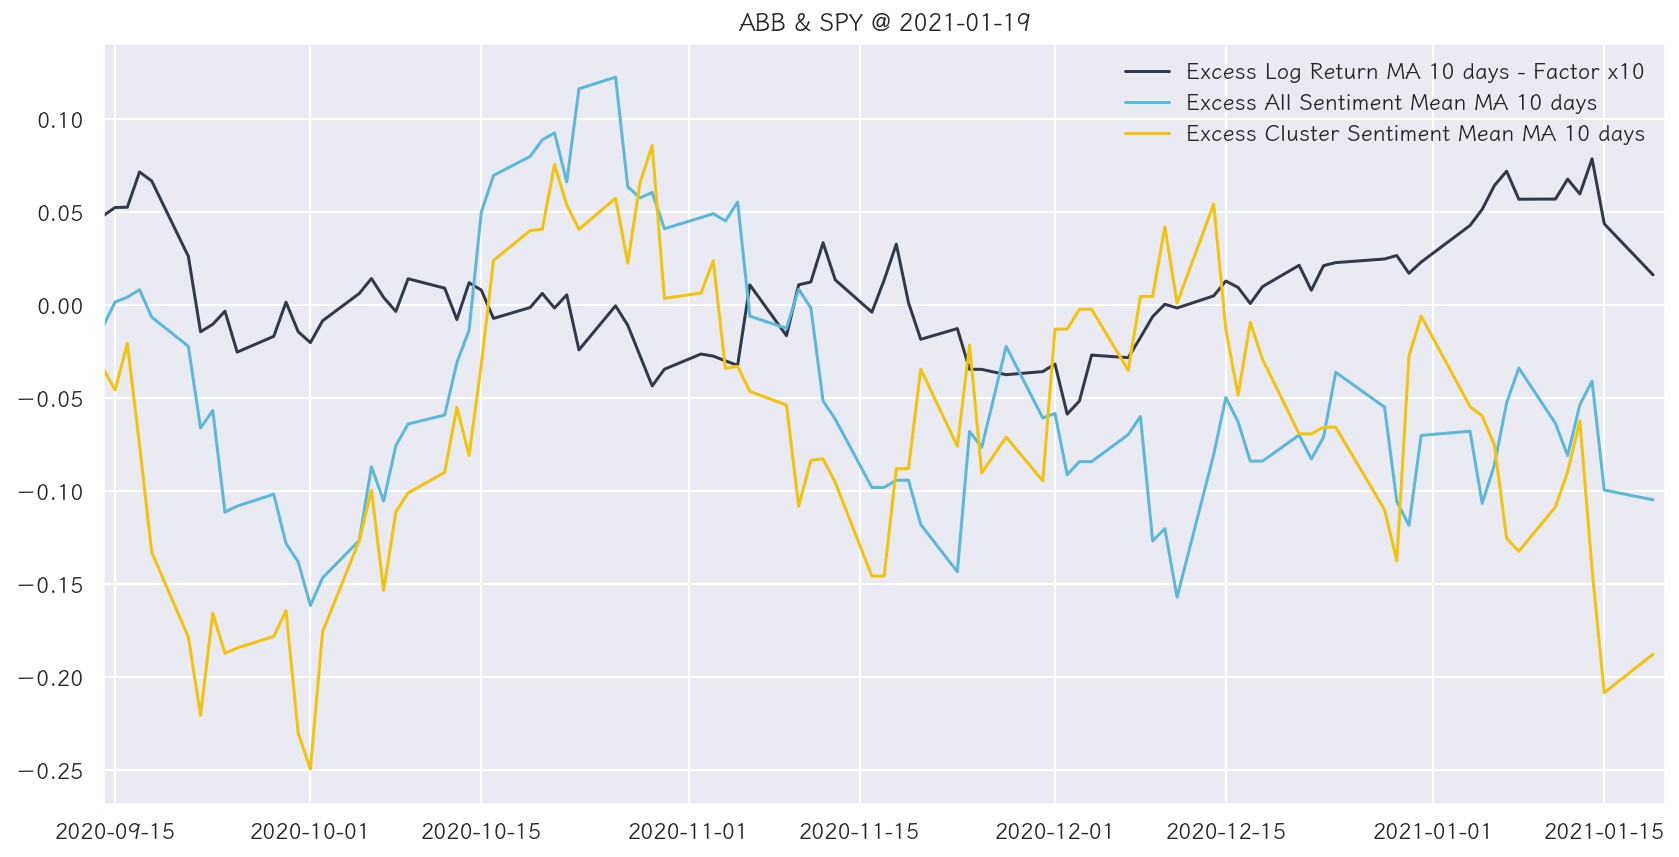 ABB & SPY @ 2021-01-19
Excess Log Return MA 10 days - Factor x10
Excess All Sentiment Mean MA 10 days
Excess Cluster Sentiment Mean MA 10 days
0.10
0.05
0.00
−0.05
−0.10
−0.15
−0.20
−0.25
2020-09-15 2020-10-01 2020-10-15 2020-11-01 2020-11-15 2020-12-01 2020-12-15 2021-01-01 2021-01-15